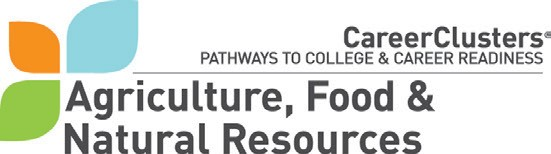 CareerClusters®
PATHWAYS TO COLLEGE & CAREER READINESS
Agriculture, Food &
Natural Resources